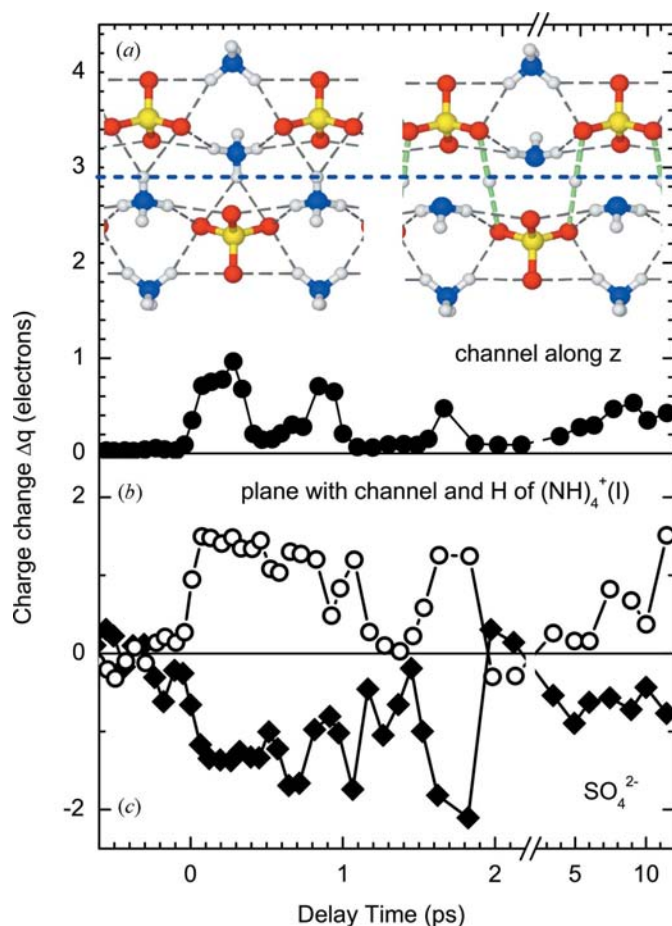 (a)
4
3
2
1
channel along z
0
Charge change Δq (electrons)
(b)
plane with channel and H of (NH)4+(I)
2
0
-2
(c)
SO42-
0 1 2 5 10
Delay Time (ps)